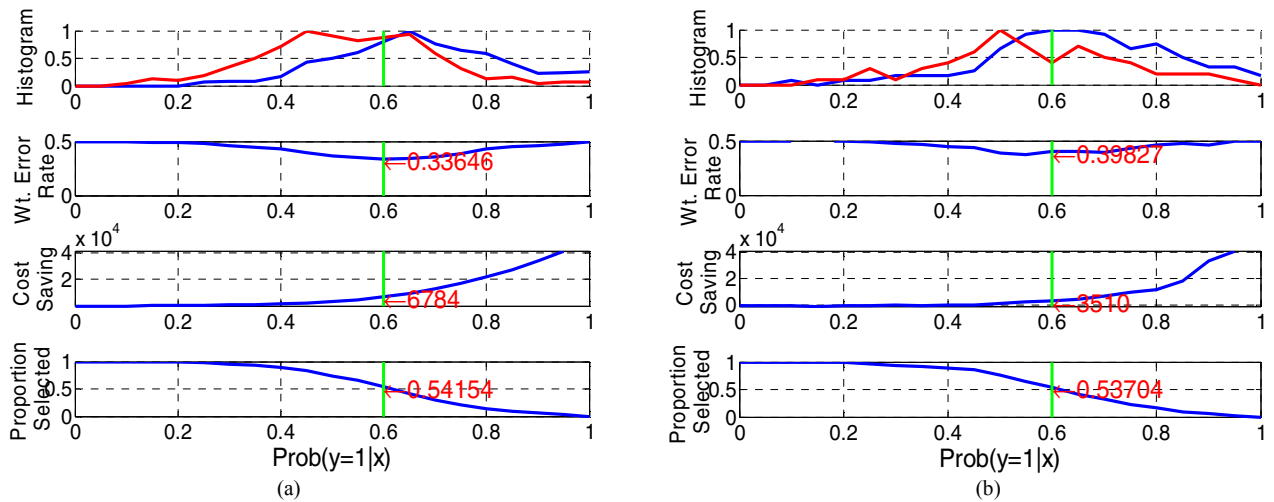 Histogram
1
0.5
0
0 0.2 0.4 0.6 0.8 1
Wt. Error
Rate
0.5
0
←0.33646
0 0.2 0.4 0.6 0.8 1
x 10^4
Cost
Saving
4
2
0
←6784
0 0.2 0.4 0.6 0.8 1
Proportion
Selected
1
0.5
0
←0.54154
0 0.2 0.4 0.6 0.8 1
Prob(y=1|x)
(a)
Histogram
1
0.5
0
0 0.2 0.4 0.6 0.8 1
Wt. Error
Rate
0.5
0
←0.39827
0 0.2 0.4 0.6 0.8 1
x 10^4
Cost
Saving
4
2
0
←3510
0 0.2 0.4 0.6 0.8 1
Proportion
Selected
1
0.5
0
←0.53704
0 0.2 0.4 0.6 0.8 1
Prob(y=1|x)
(b)